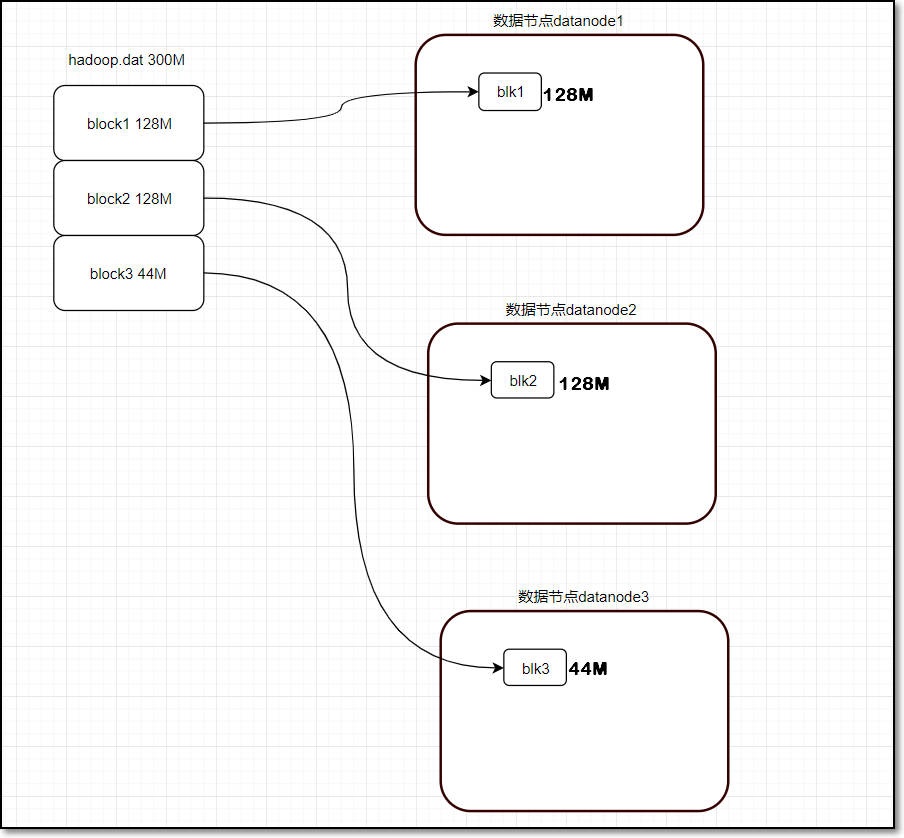 hadoop.dat 300M
block1 128M
block2 128M
block3 44M
数据节点datanode1
blk1
128M
数据节点datanode2
blk2
128M
数据节点datanode3
blk3
44M